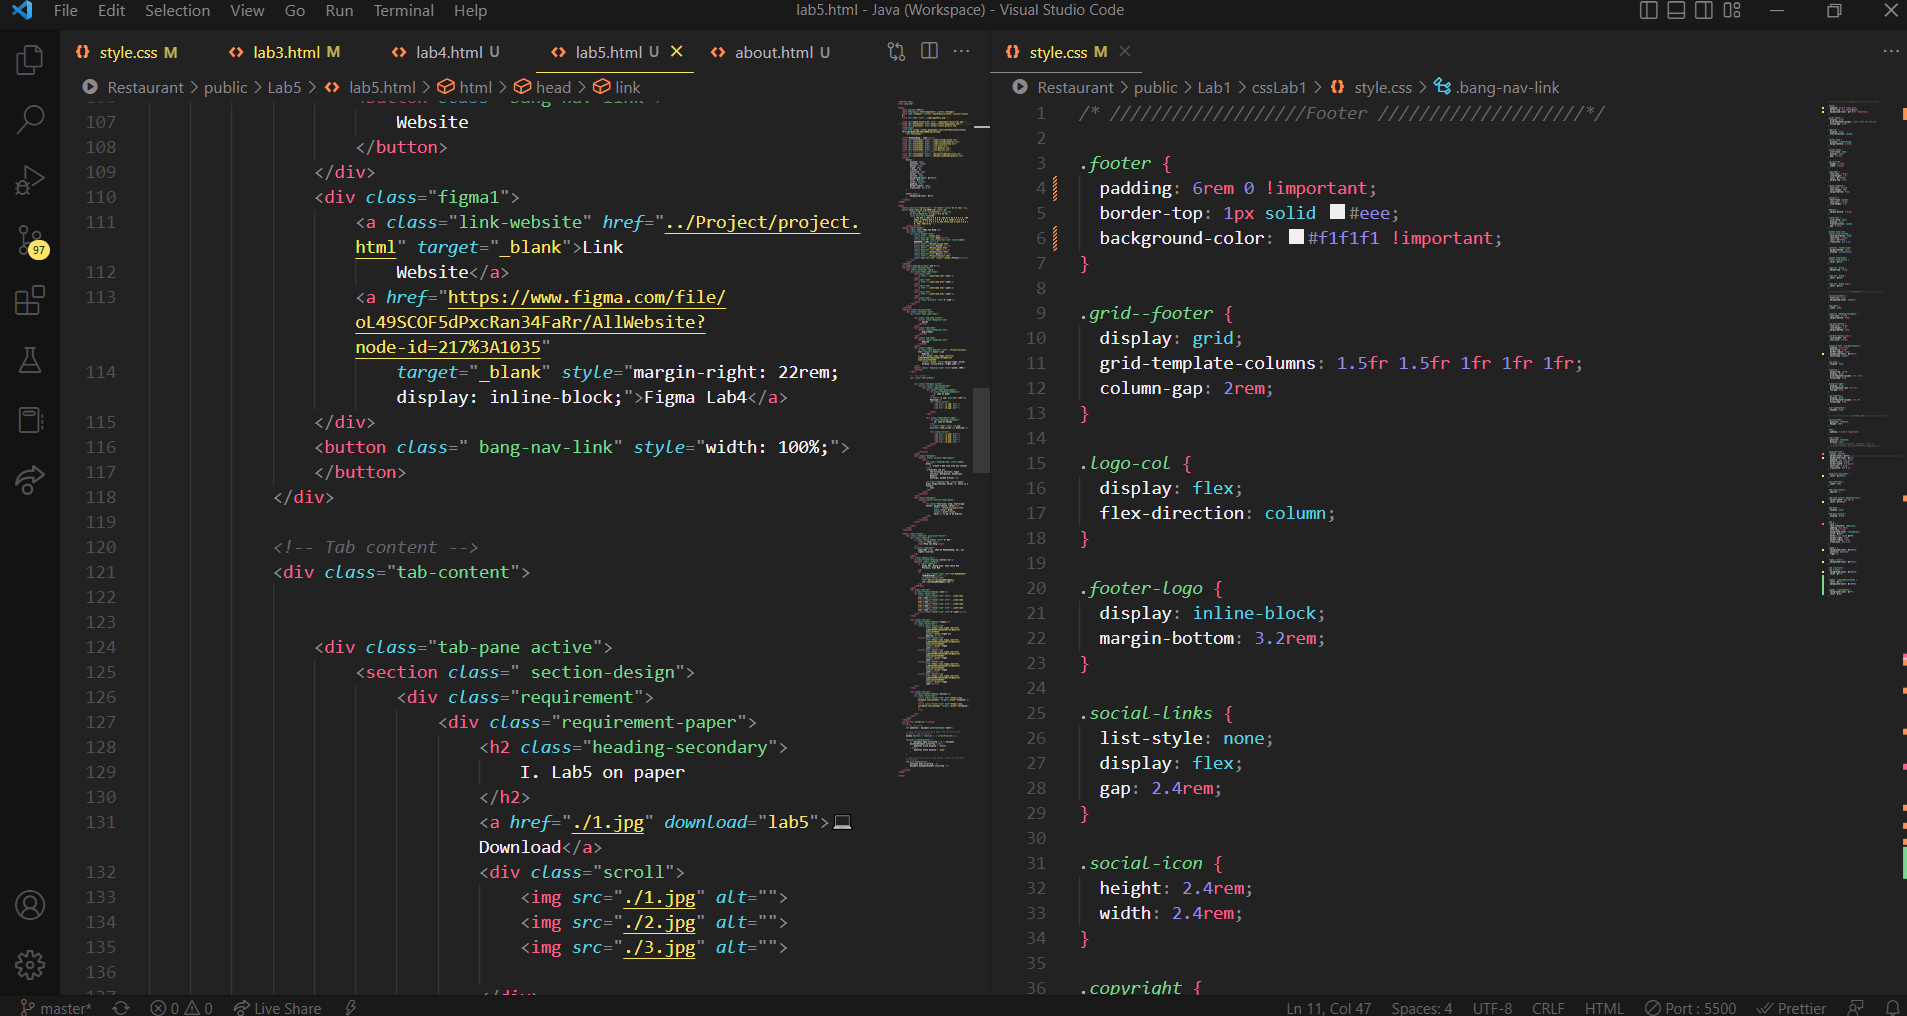 File Edit Selection View Go Run Terminal Help
lab5.html - Java (Workspace) - Visual Studio Code
style.css M
lab3.html M
lab4.html U
lab5.html U
about.html U
Restaurant > public > Lab5 > lab5.html > html > head > link
107 Website
108 </button>
109 </div>
110 <div class="figma1">
111 <a class="link-website" href="../Project/project.
html" target="_blank">Link
112 Website</a>
113 <a href="https://www.figma.com/file/
oL49SCOF5dPxcRan34FaRr/AllWebsite?
node-id=217%3A1035"
114 target="_blank" style="margin-right: 22rem;
display: inline-block;">Figma Lab4</a>
115 </div>
116 <button class=" bang-nav-link" style="width: 100%;">
117 </button>
118 </div>
119
120 <!-- Tab content -->
121 <div class="tab-content">
122
123
124 <div class="tab-pane active">
125 <section class=" section-design">
126 <div class="requirement">
127 <div class="requirement-paper">
128 <h2 class="heading-secondary">
129 I. Lab5 on paper
130 </h2>
131 <a href="./1.jpg" download="lab5">💻
Download</a>
132 <div class="scroll">
133 <img src="./1.jpg" alt="">
134 <img src="./2.jpg" alt="">
135 <img src="./3.jpg" alt="">
136
style.css M
Restaurant > public > Lab1 > cssLab1 > style.css > .bang-nav-link
1 /* ///////////////////Footer ////////////////////*/
2
3 .footer {
4 padding: 6rem 0 !important;
5 border-top: 1px solid #eee;
6 background-color: #f1f1f1 !important;
7 }
8
9 .grid--footer {
10 display: grid;
11 grid-template-columns: 1.5fr 1.5fr 1fr 1fr 1fr;
12 column-gap: 2rem;
13 }
14
15 .logo-col {
16 display: flex;
17 flex-direction: column;
18 }
19
20 .footer-logo {
21 display: inline-block;
22 margin-bottom: 3.2rem;
23 }
24
25 .social-links {
26 list-style: none;
27 display: flex;
28 gap: 2.4rem;
29 }
30
31 .social-icon {
32 height: 2.4rem;
33 width: 2.4rem;
34 }
35
36 .copyright {
97
master* 0 0 Live Share
Ln 11, Col 47 Spaces: 4 UTF-8 CRLF HTML Port : 5500 Prettier